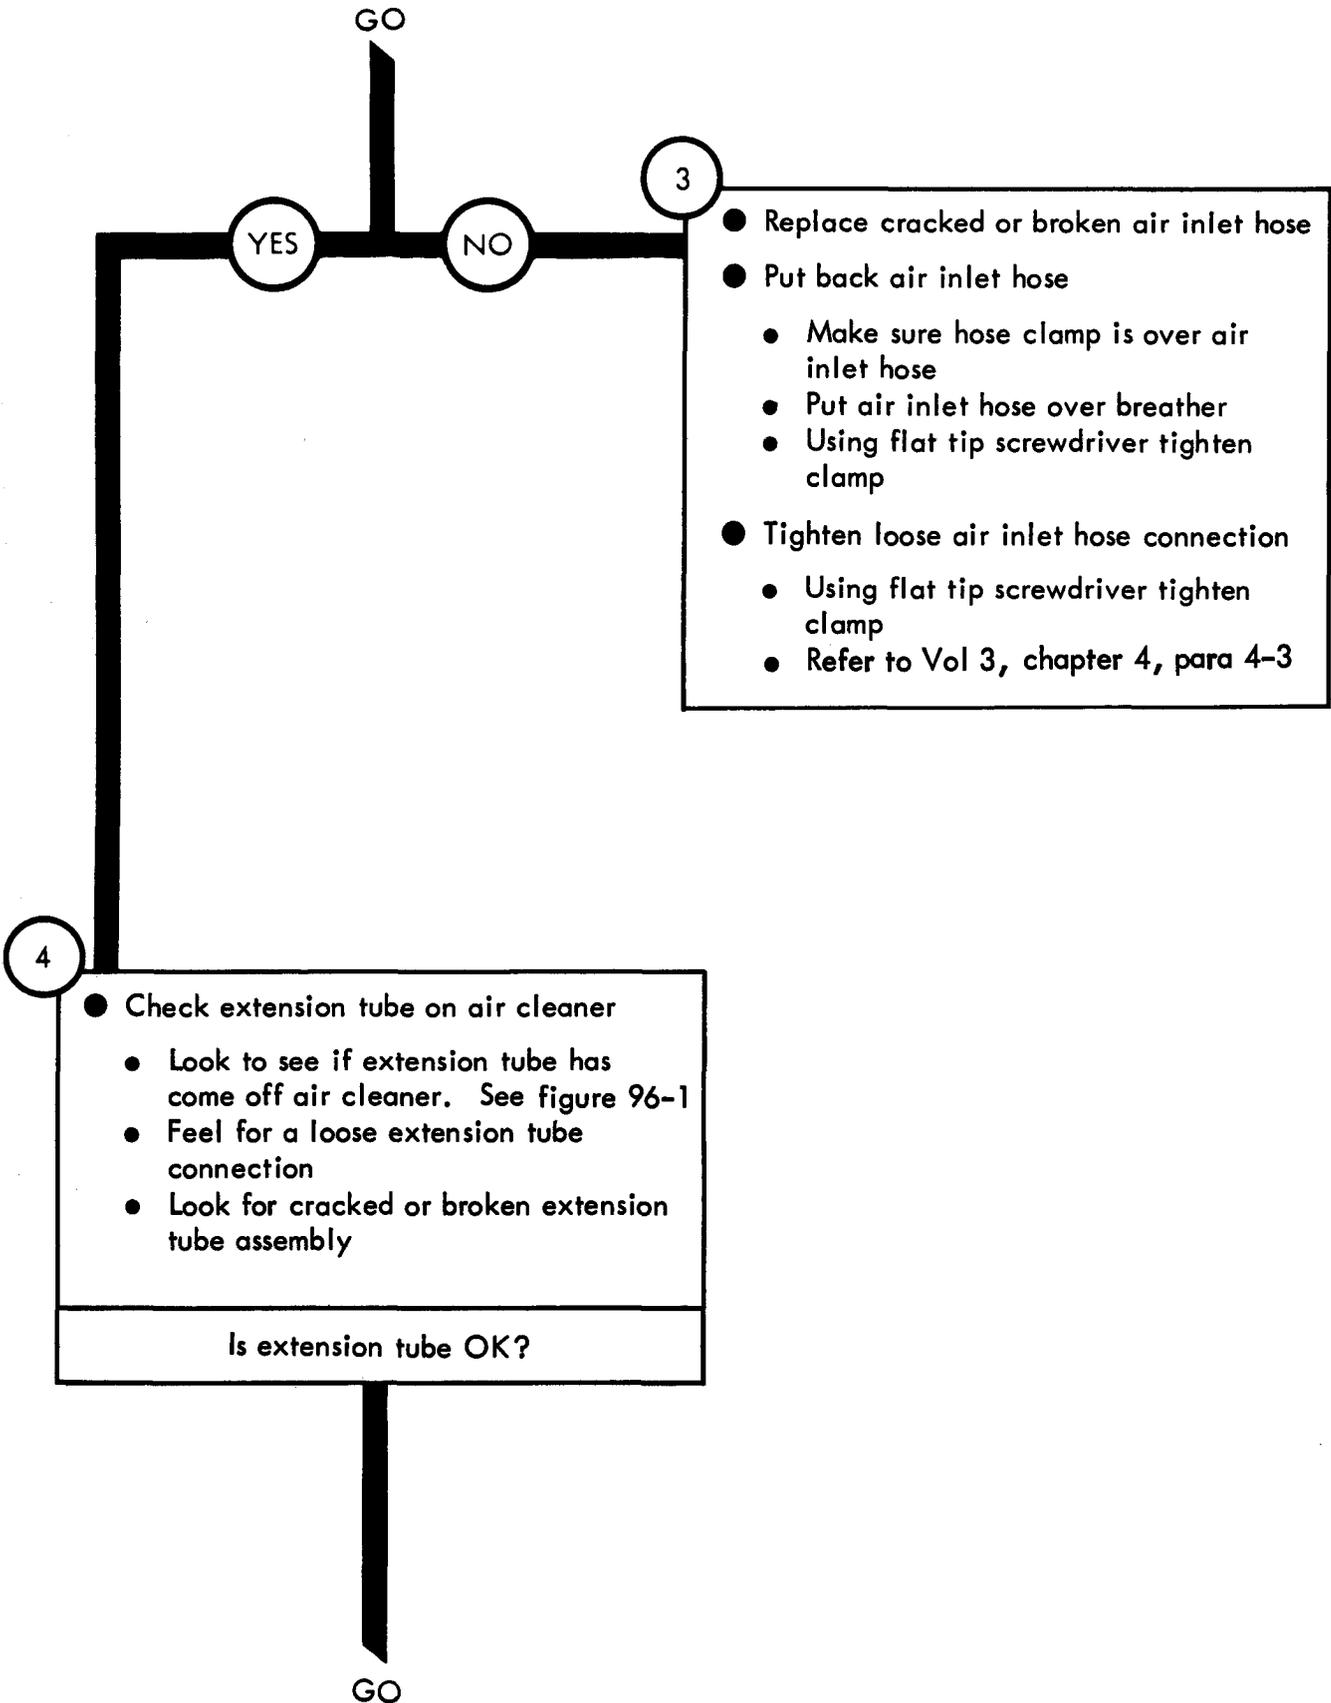 GO
YES
NO
3
● Replace cracked or broken air inlet hose
● Put back air inlet hose
● Make sure hose clamp is over air
inlet hose
● Put air inlet hose over breather
● Using flat tip screwdriver tighten
clamp
● Tighten loose air inlet hose connection
● Using flat tip screwdriver tighten
clamp
● Refer to Vol 3, chapter 4, para 4-3
4
● Check extension tube on air cleaner
● Look to see if extension tube has
come off air cleaner. See figure 96-1
● Feel for a loose extension tube
connection
● Look for cracked or broken extension
tube assembly
Is extension tube OK?
GO